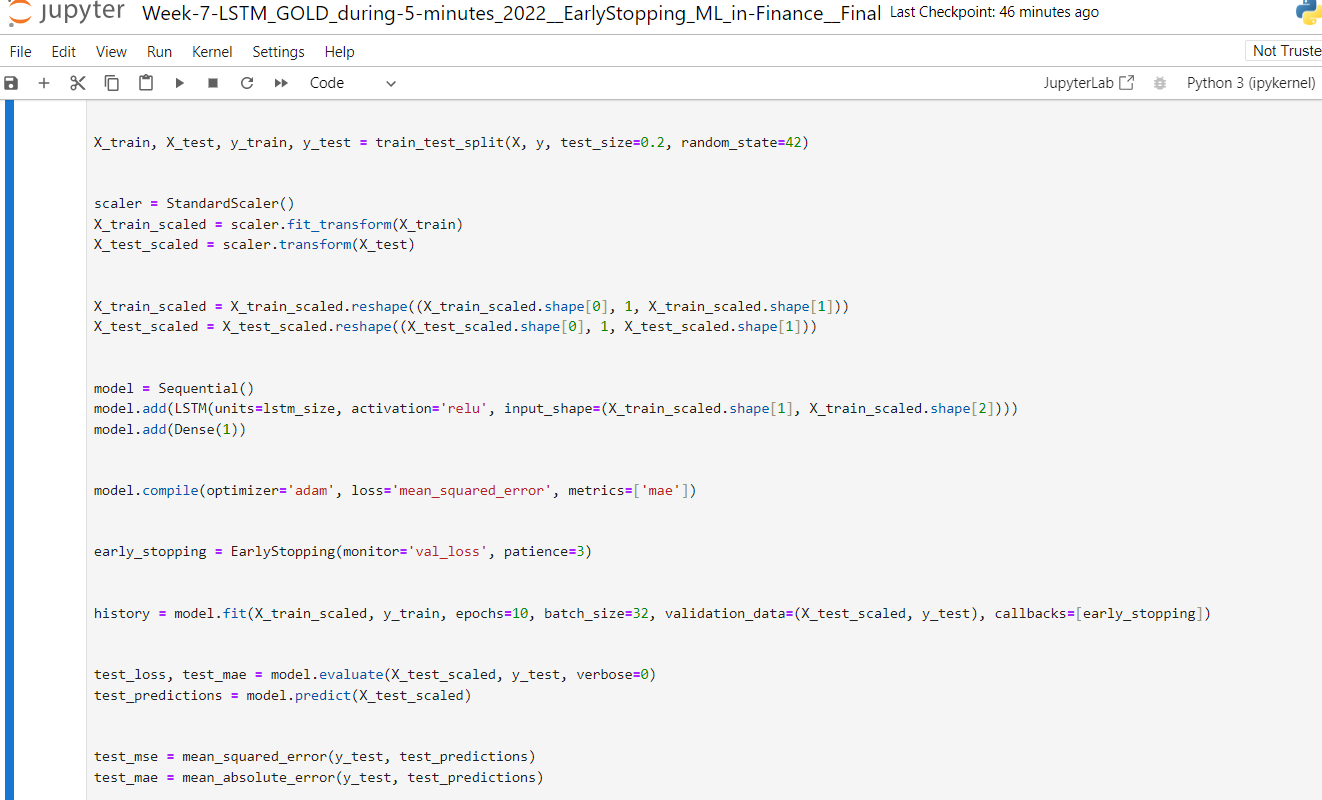 jupyter Week-7-LSTM_GOLD_during-5-minutes_2022__EarlyStopping_ML_in-Finance__Final Last Checkpoint: 46 minutes ago
File Edit View Run Kernel Settings Help Not Truste
Code JupyterLab Python 3 (ipykernel)
X_train, X_test, y_train, y_test = train_test_split(X, y, test_size=0.2, random_state=42)
scaler = StandardScaler()
X_train_scaled = scaler.fit_transform(X_train)
X_test_scaled = scaler.transform(X_test)
X_train_scaled = X_train_scaled.reshape((X_train_scaled.shape[0], 1, X_train_scaled.shape[1]))
X_test_scaled = X_test_scaled.reshape((X_test_scaled.shape[0], 1, X_test_scaled.shape[1]))
model = Sequential()
model.add(LSTM(units=lstm_size, activation='relu', input_shape=(X_train_scaled.shape[1], X_train_scaled.shape[2])))
model.add(Dense(1))
model.compile(optimizer='adam', loss='mean_squared_error', metrics=['mae'])
early_stopping = EarlyStopping(monitor='val_loss', patience=3)
history = model.fit(X_train_scaled, y_train, epochs=10, batch_size=32, validation_data=(X_test_scaled, y_test), callbacks=[early_stopping])
test_loss, test_mae = model.evaluate(X_test_scaled, y_test, verbose=0)
test_predictions = model.predict(X_test_scaled)
test_mse = mean_squared_error(y_test, test_predictions)
test_mae = mean_absolute_error(y_test, test_predictions)